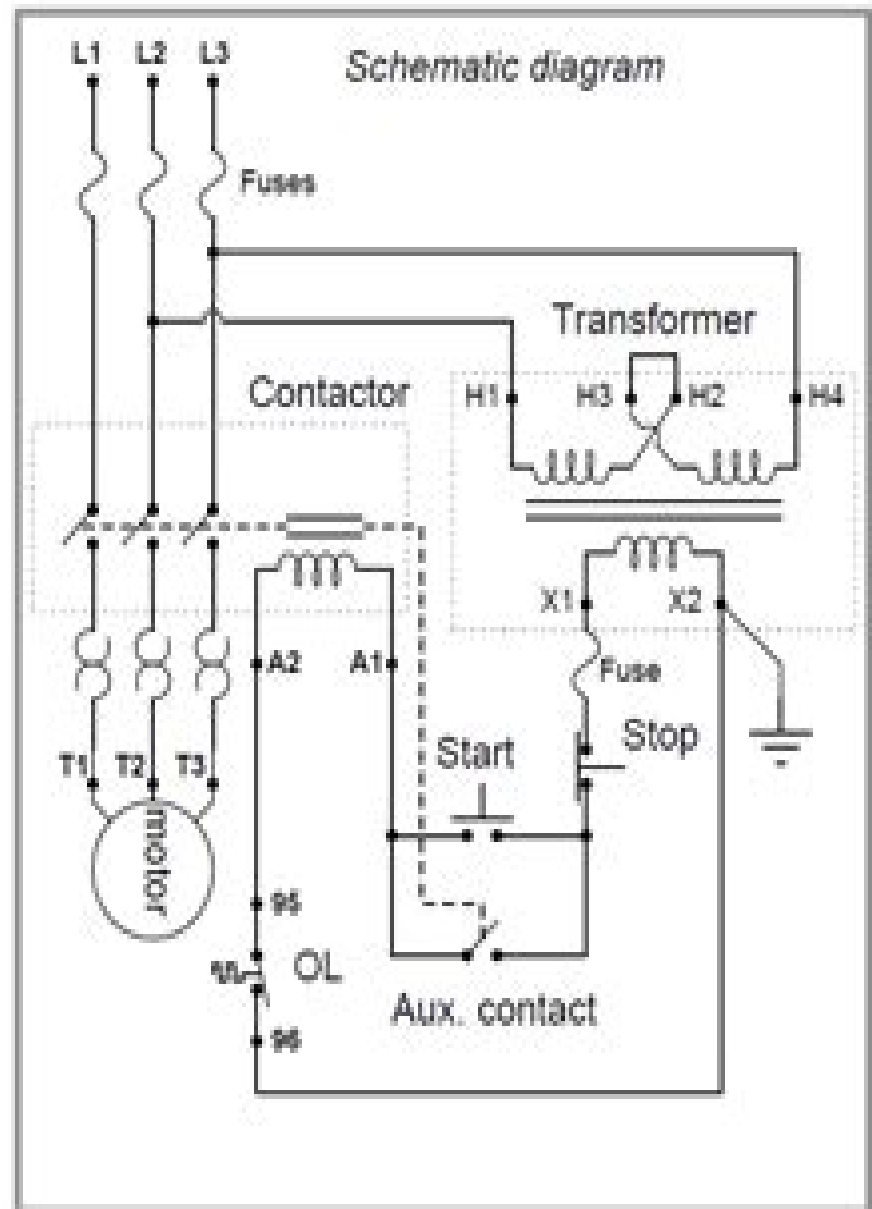 L1 L2 L3
Schematic diagram
Fuses
Transformer
Contactor
H1 H3 H2 H4
X1 X2
A2 A1
Fuse
Start
Stop
T1 T2 T3
motor
95
OL
Aux. contact
96